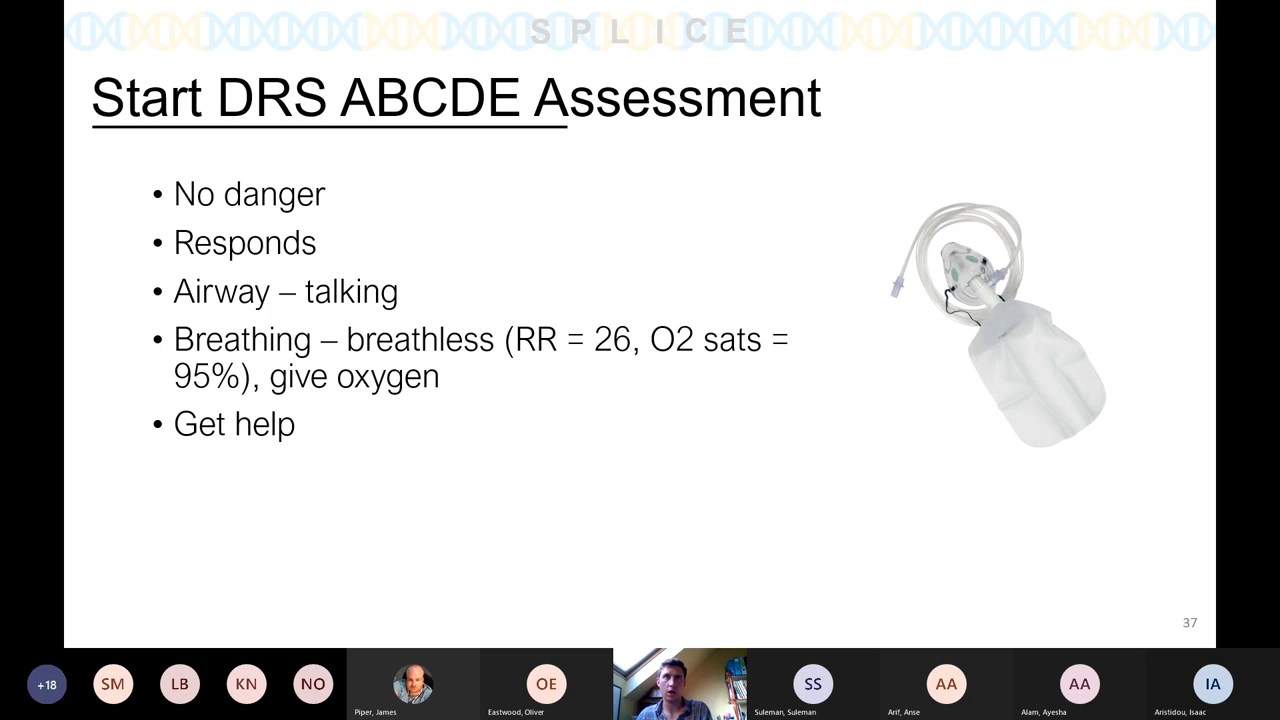 S P L I C E
Start DRS ABCDE Assessment
• No danger
• Responds
• Airway – talking
• Breathing – breathless (RR = 26, O2 sats =
95%), give oxygen
• Get help
37
+18
SM
LB
KN
NO
OE
SS
AA
AA
IA
Piper, James
Eastwood, Oliver
Suleman, Suleman
Arif, Anse
Alam, Ayesha
Aristidou, Isaac